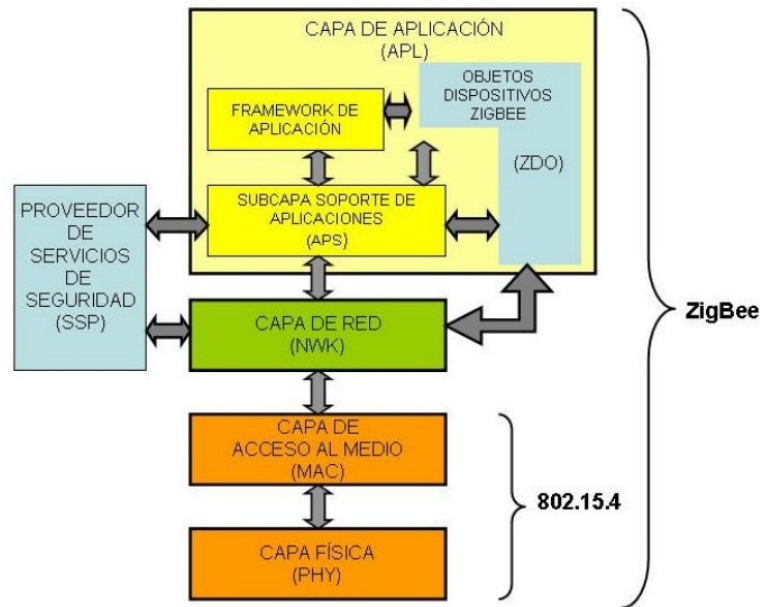 CAPA DE APLICACIÓN
(APL)
OBJETOS
DISPOSITIVOS
ZIGBEE
(ZDO)
FRAMEWORK DE
APLICACIÓN
SUBCAPA SOPORTE DE
APLICACIONES
(APS)
PROVEEDOR
DE
SERVICIOS
DE
SEGURIDAD
(SSP)
CAPA DE RED
(NWK)
ZigBee
CAPA DE
ACCESO AL MEDIO
(MAC)
802.15.4
CAPA FÍSICA
(PHY)